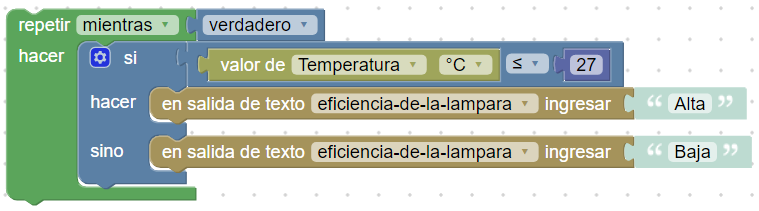 repetir mientras verdadero
hacer si valor de Temperatura °C ≤ 27
hacer en salida de texto eficiencia-de-la-lampara ingresar “ Alta ”
sino en salida de texto eficiencia-de-la-lampara ingresar “ Baja ”